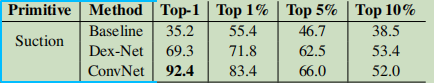 Primitive Method Top-1 Top 1% Top 5% Top 10%
Suction
Baseline 35.2 55.4 46.7 38.5
Dex-Net 69.3 71.8 62.5 53.4
ConvNet 92.4 83.4 66.0 52.0